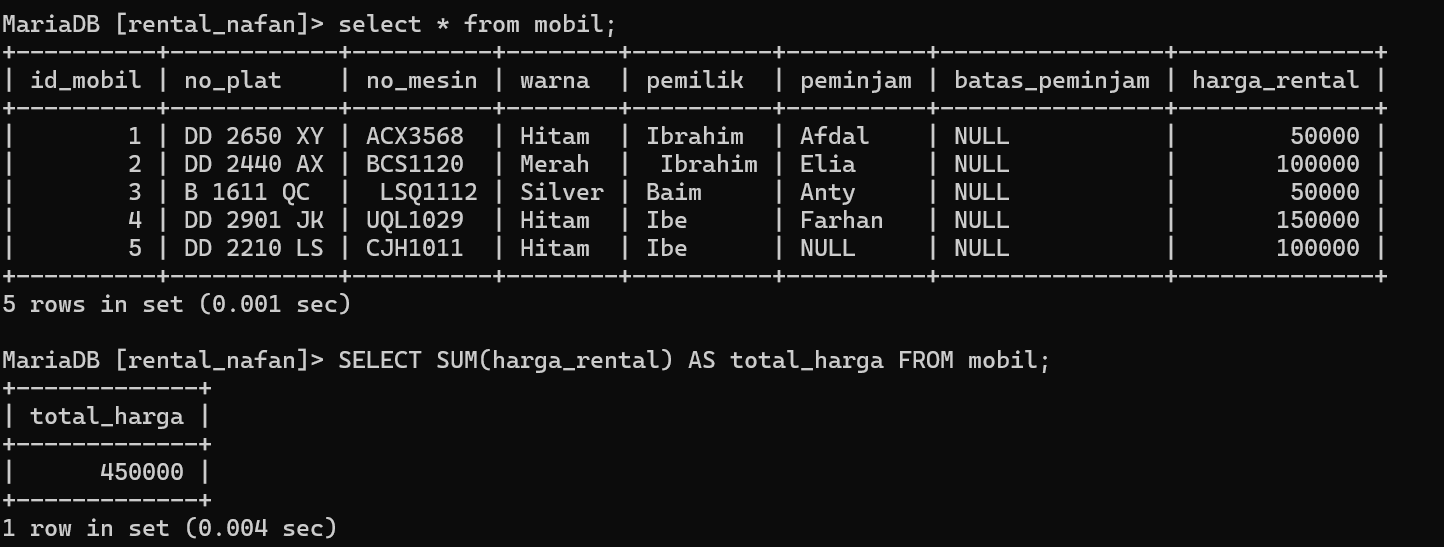 MariaDB [rental_nafan]> select * from mobil;
+----------+------------+----------+--------+----------+----------+----------------+--------------+
| id_mobil | no_plat    | no_mesin | warna  | pemilik  | peminjam | batas_peminjam | harga_rental |
+----------+------------+----------+--------+----------+----------+----------------+--------------+
|        1 | DD 2650 XY | ACX3568  | Hitam  | Ibrahim  | Afdal    | NULL           |        50000 |
|        2 | DD 2440 AX | BCS1120  | Merah  |  Ibrahim | Elia     | NULL           |       100000 |
|        3 | B 1611 QC  |  LSQ1112 | Silver | Baim     | Anty     | NULL           |        50000 |
|        4 | DD 2901 JK | UQL1029  | Hitam  | Ibe      | Farhan   | NULL           |       150000 |
|        5 | DD 2210 LS | CJH1011  | Hitam  | Ibe      | NULL     | NULL           |       100000 |
+----------+------------+----------+--------+----------+----------+----------------+--------------+
5 rows in set (0.001 sec)

MariaDB [rental_nafan]> SELECT SUM(harga_rental) AS total_harga FROM mobil;
+-------------+
| total_harga |
+-------------+
|      450000 |
+-------------+
1 row in set (0.004 sec)